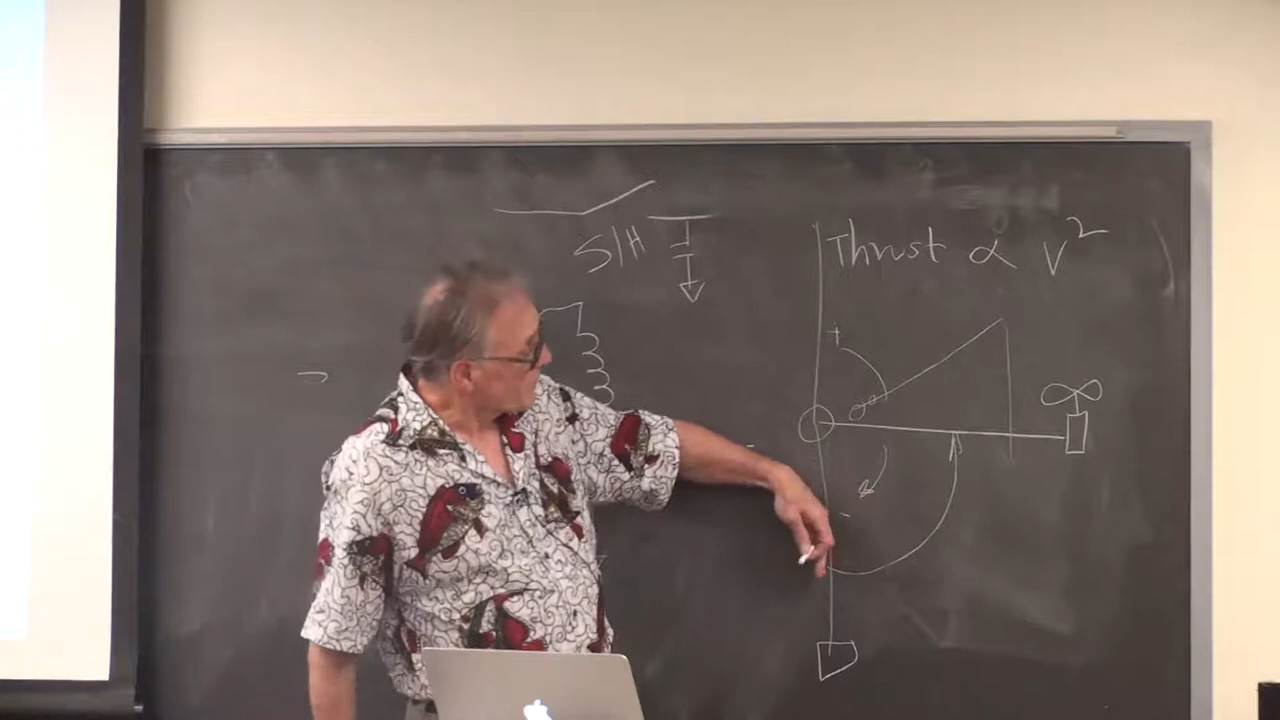 S/H
Thrust ∝ V²
+
-